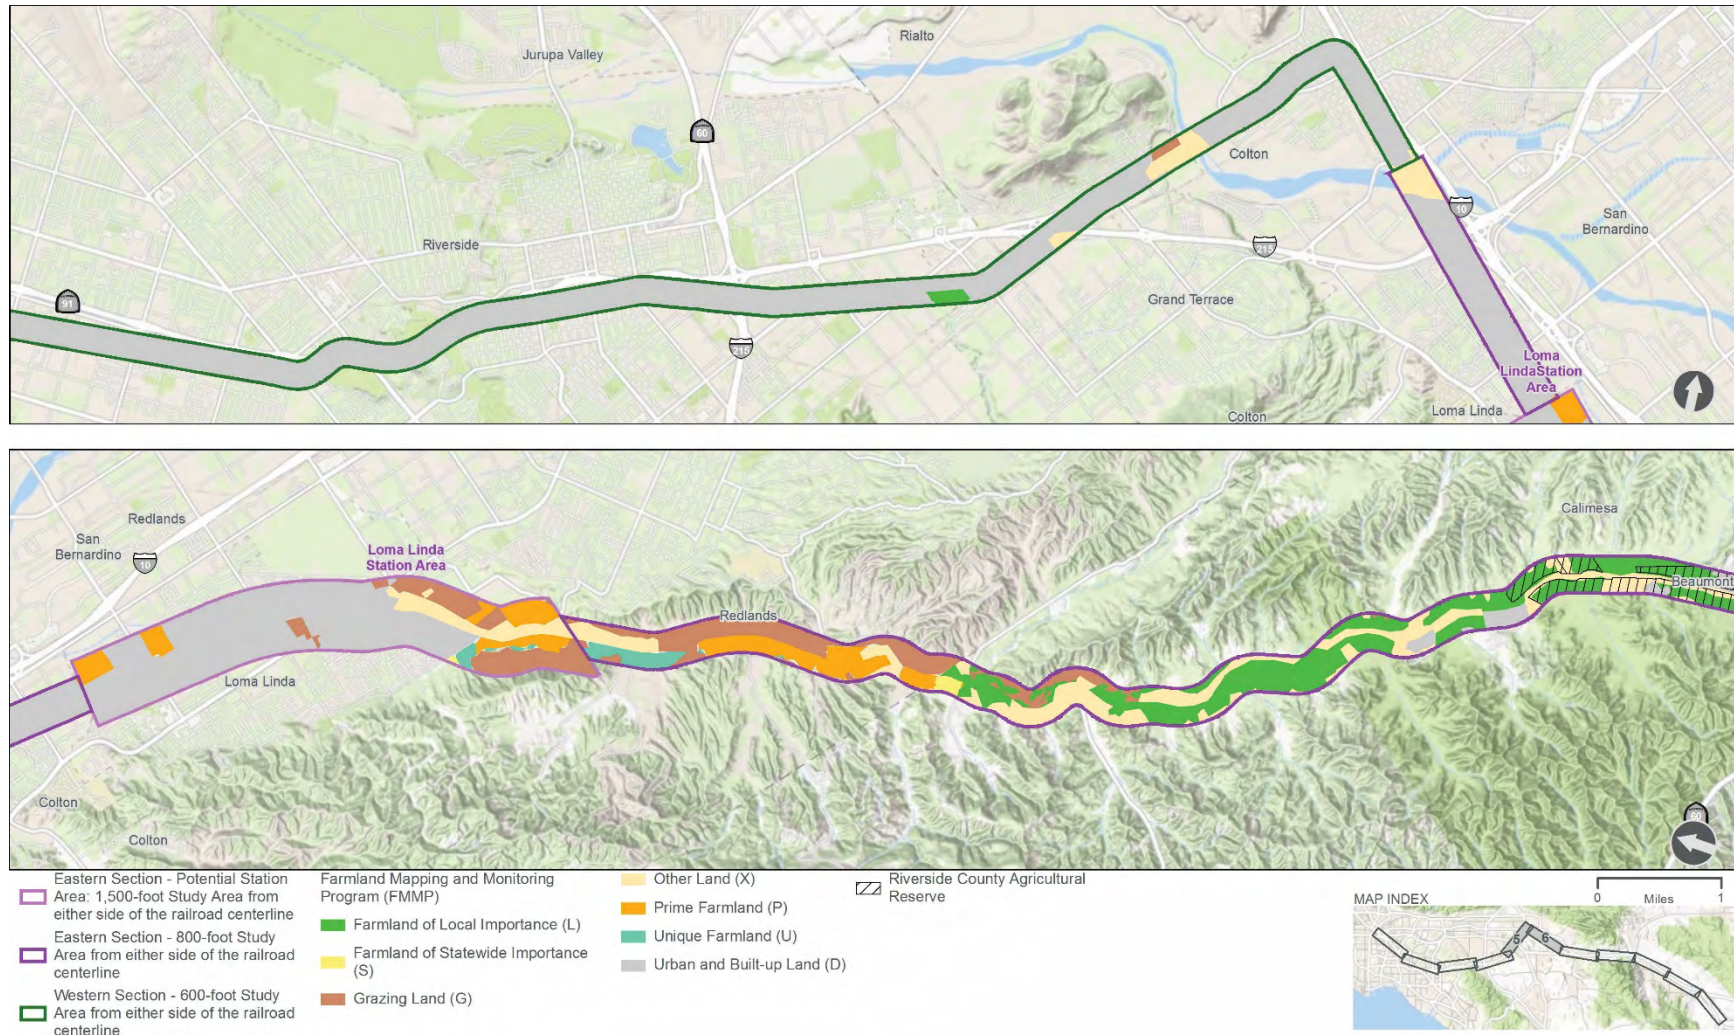 Jurupa Valley
Rialto
60
Colton
Riverside
10
San
Bernardino
215
91
Grand Terrace
215
Loma
LindaStation
Area
Colton
Loma Linda
Redlands
San
Bernardino
10
Loma Linda
Station Area
Calimesa
Beaumont
Redlands
Loma Linda
Colton
Colton
60
Eastern Section - Potential Station
Area: 1,500-foot Study Area from
either side of the railroad centerline
Eastern Section - 800-foot Study
Area from either side of the railroad
centerline
Western Section - 600-foot Study
Area from either side of the railroad
centerline
Farmland Mapping and Monitoring
Program (FMMP)
Farmland of Local Importance (L)
Farmland of Statewide Importance
(S)
Grazing Land (G)
Other Land (X)
Prime Farmland (P)
Unique Farmland (U)
Urban and Built-up Land (D)
Riverside County Agricultural
Reserve
MAP INDEX
0 Miles 1
5
6